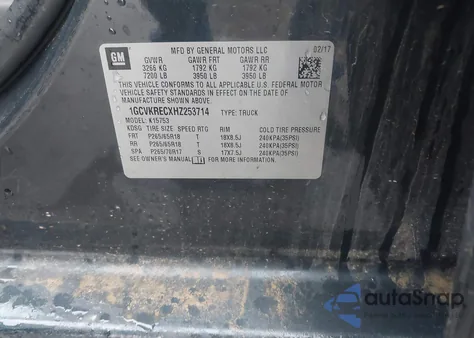 GM
MFD BY GENERAL MOTORS LLC 02/17
GVWR GAWR FRT GAWR RR
3266 KG 1792 KG 1792 KG
7200 LB 3950 LB 3950 LB
THIS VEHICLE CONFORMS TO ALL APPLICABLE U.S. FEDERAL MOTOR
VEHICLE SAFETY STANDARDS IN EFFECT ON THE DATE OF
MANUFACTURE SHOWN ABOVE.
1GCVKRECXHZ253714 TYPE: TRUCK
MODEL: K15753
TIRE SIZE SPEED RTG RIM COLD TIRE PRESSURE
FRT P265/65R18 T 18X8.5J 240KPA(35PSI)
RR P265/65R18 T 18X8.5J 240KPA(35PSI)
SPA P265/70R17 S 17X7.5J 240KPA(35PSI)
SEE OWNER'S MANUAL FOR MORE INFORMATION.
autoSnap